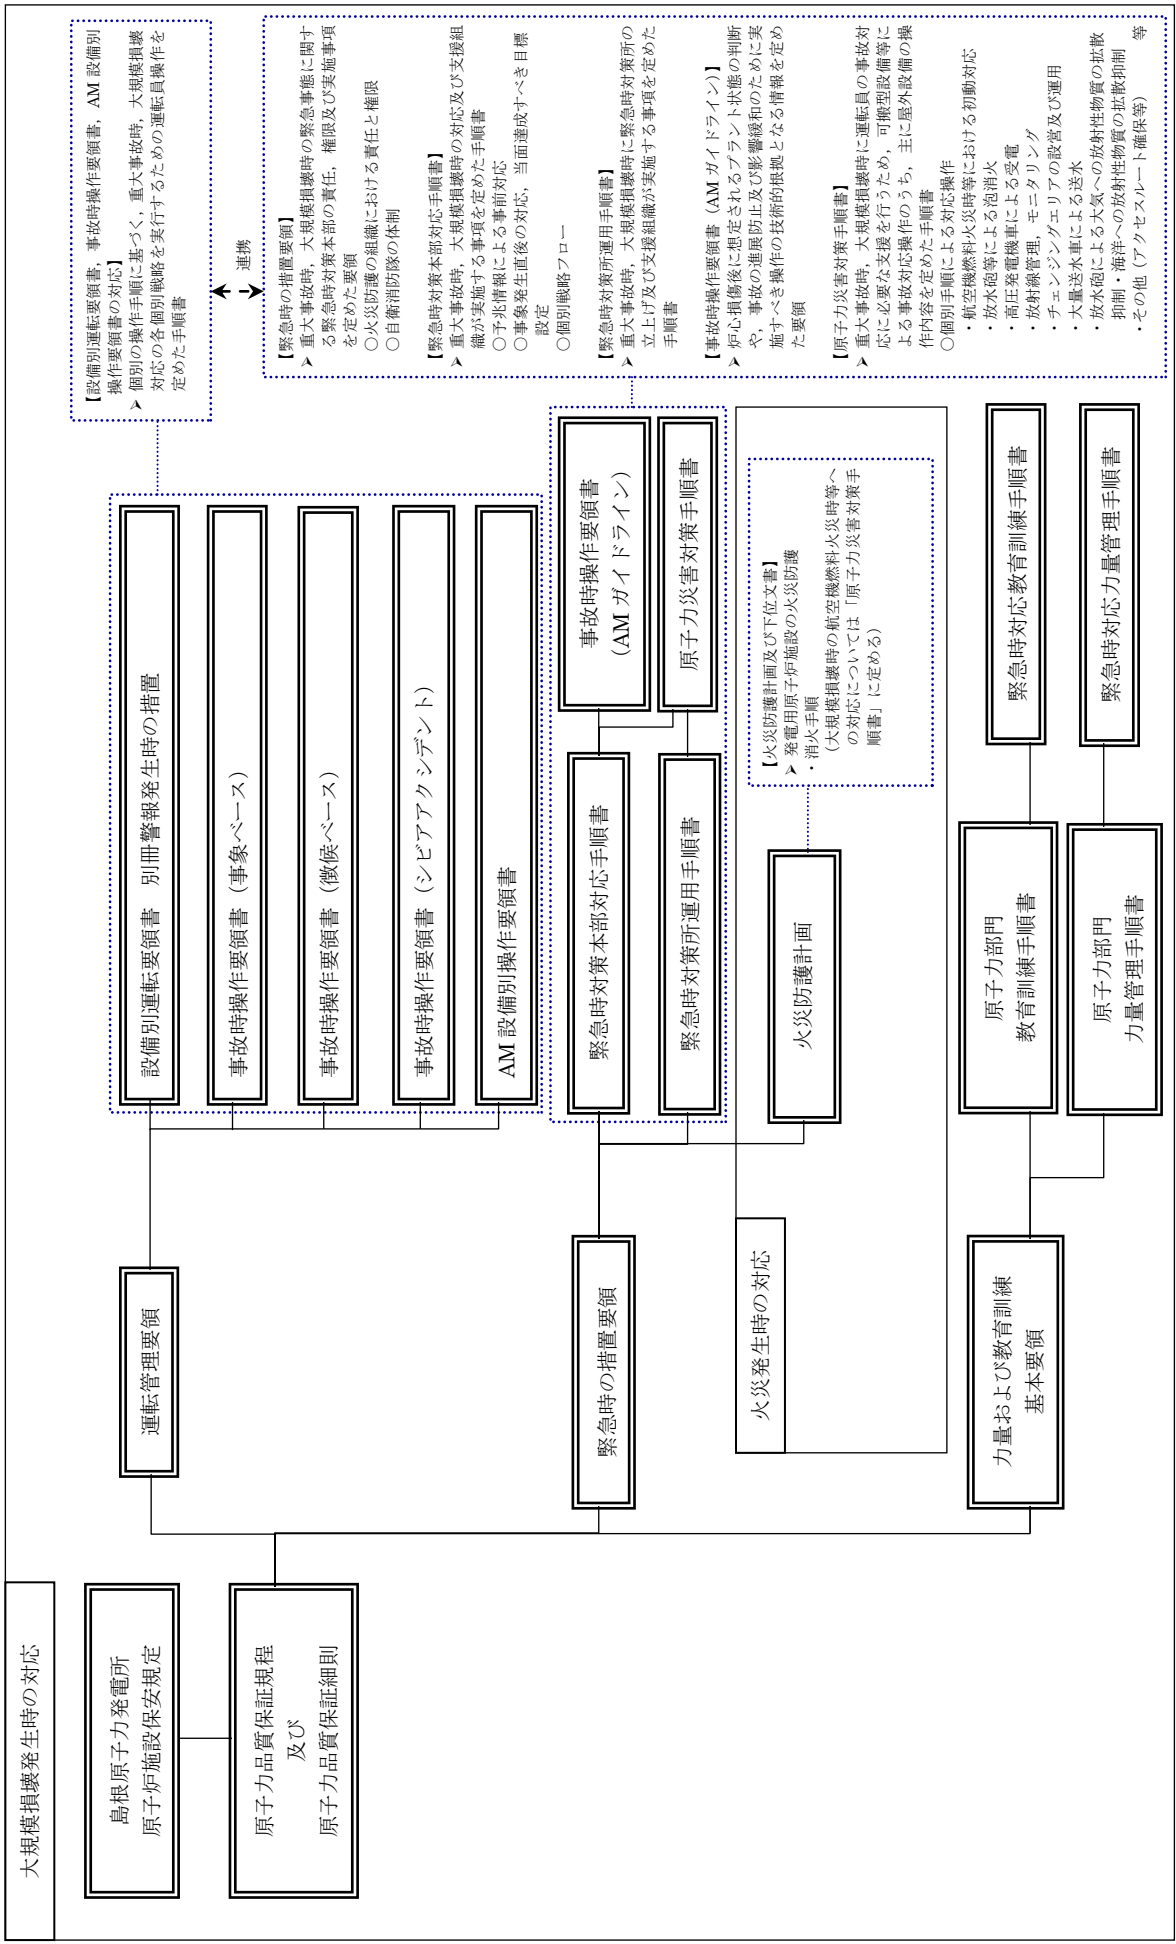 大規模損壊発生時の対応
島根原子力発電所
原子炉施設保安規定
原子力品質保証規程
及び
原子力品質保証細則
運転管理要領
緊急時の措置要領
火災発生時の対応
力量および教育訓練
基本要領
設備別運転要領書 別冊警報発生時の措置
事故時操作要領書（事象ベース）
事故時操作要領書（徴候ベース）
事故時操作要領書（シビアアクシデント）
AM 設備別操作要領書
緊急時対策本部対応手順書
緊急時対策所運用手順書
火災防護計画
原子力部門
教育訓練手順書
原子力部門
力量管理手順書
事故時操作要領書
（AM ガイドライン）
原子力災害対策手順書
【火災防護計画及び下位文書】
➢ 発電用原子炉施設の火災防護
・消火手順
（大規模損壊時の航空機燃料火災時等へ
の対応については「原子力災害対策手
順書」に定める）
緊急時対応教育訓練手順書
緊急時対応力量管理手順書
【設備別運転要領書，事故時操作要領書，AM 設備別
操作要領書の対応】
➢ 個別の操作手順に基づく，重大事故時，大規模損壊
対応の各個別戦略を実行するための運転員操作を
定めた手順書
連携
【緊急時の措置要領】
➢ 重大事故時，大規模損壊時の緊急事態に関す
る緊急時対策本部の責任，権限及び実施事項
を定めた要領
○火災防護の組織における責任と権限
○自衛消防隊の体制
【緊急時対策本部対応手順書】
➢ 重大事故時，大規模損壊時の対応及び支援組
織が実施する事項を定めた手順書
○予兆情報による事前対応
○事象発生直後の対応，当面達成すべき目標
設定
○個別戦略フロー
【緊急時対策所運用手順書】
➢ 重大事故時，大規模損壊時に緊急時対策所の
立上げ及び支援組織が実施する事項を定めた
手順書
【事故時操作要領書（AM ガイドライン）】
➢ 炉心損傷後に想定されるプラント状態の判断
や，事故の進展防止及び影響緩和のために実
施すべき操作の技術的根拠となる情報を定め
た要領
【原子力災害対策手順書】
➢ 重大事故時，大規模損壊時に運転員の事故対
応に必要な支援を行うため，可搬型設備等に
よる事故対応操作のうち，主に屋外設備の操
作内容を定めた手順書
○個別手順による対応操作
・航空機燃料火災時等における初動対応
・放水砲等による泡消火
・高圧発電機車による受電
・放射線管理，モニタリング
・チェンジングエリアの設営及び運用
・大量送水車による送水
・放水砲による大気への放射性物質の拡散
抑制・海洋への放射性物質の拡散抑制
・その他（アクセスルート確保等） 等